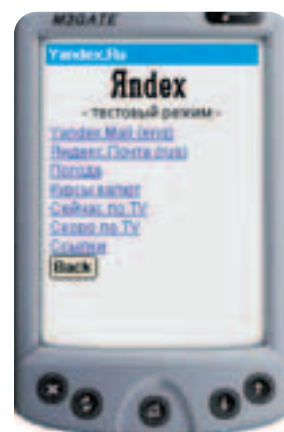 M3GATE
Yandex.Ru
Яndex
- тестовый режим -
Yandex.Mail (eng)
Яндекс.Почта (rus)
Погода
Курсы валют
Сейчас по TV
Скоро по TV
Ссылки
Back